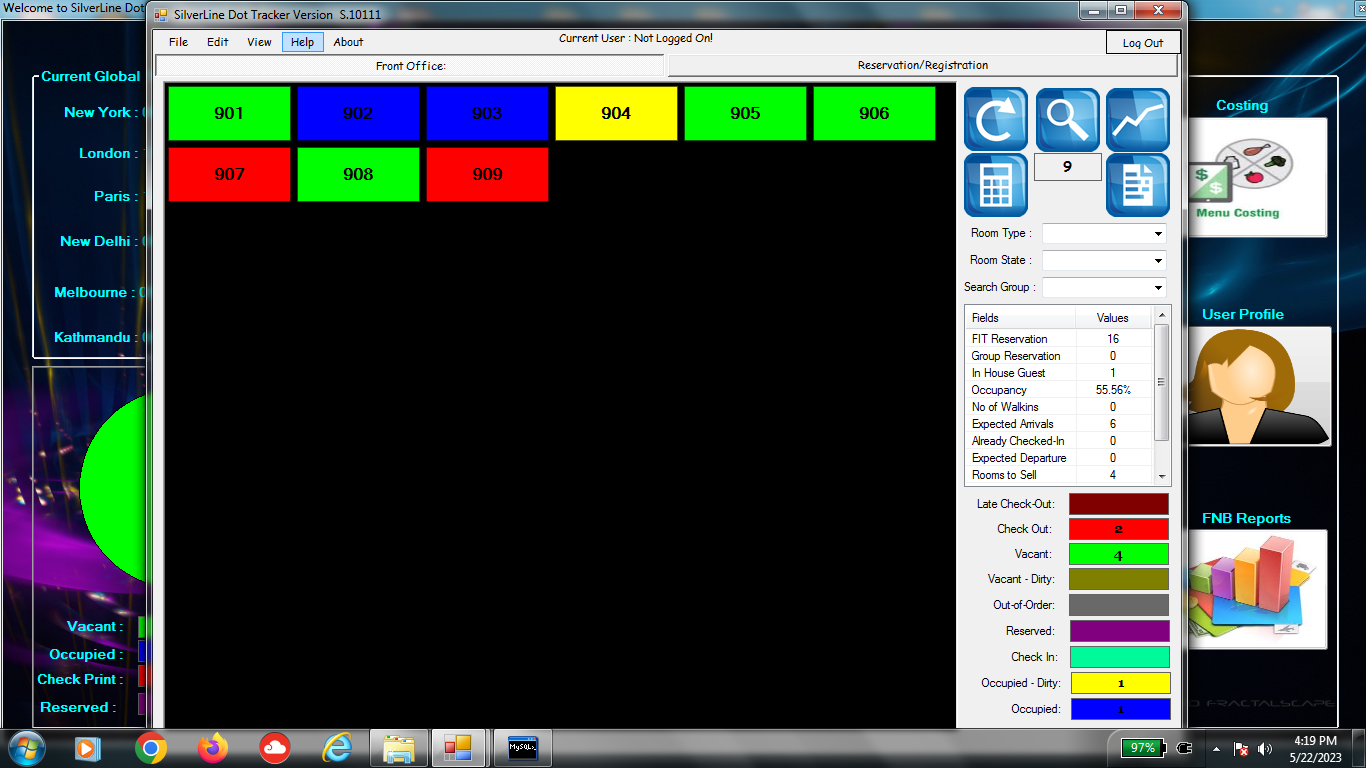 Welcome to SilverLine Dot
SilverLine Dot Tracker Version S.10111
File Edit View Help About
Current User : Not Logged On!
Log Out
Front Office:
Reservation/Registration
Current Global
New York :
London :
Paris :
New Delhi :
Melbourne :
Kathmandu :
901 902 903 904 905 906
907 908 909
9
Room Type :
Room State :
Search Group :
Fields Values
FIT Reservation 16
Group Reservation 0
In House Guest 1
Occupancy 55.56%
No of Walkins 0
Expected Arrivals 6
Already Checked-In 0
Expected Departure 0
Rooms to Sell 4
Late Check-Out:
Check Out: 2
Vacant: 4
Vacant - Dirty:
Out-of-Order:
Reserved:
Check In:
Occupied - Dirty: 1
Occupied: 1
Vacant :
Occupied :
Check Print :
Reserved :
Costing
Menu Costing
User Profile
FNB Reports
FRACTALSCAPE
MySQL
97%
4:19 PM
5/22/2023